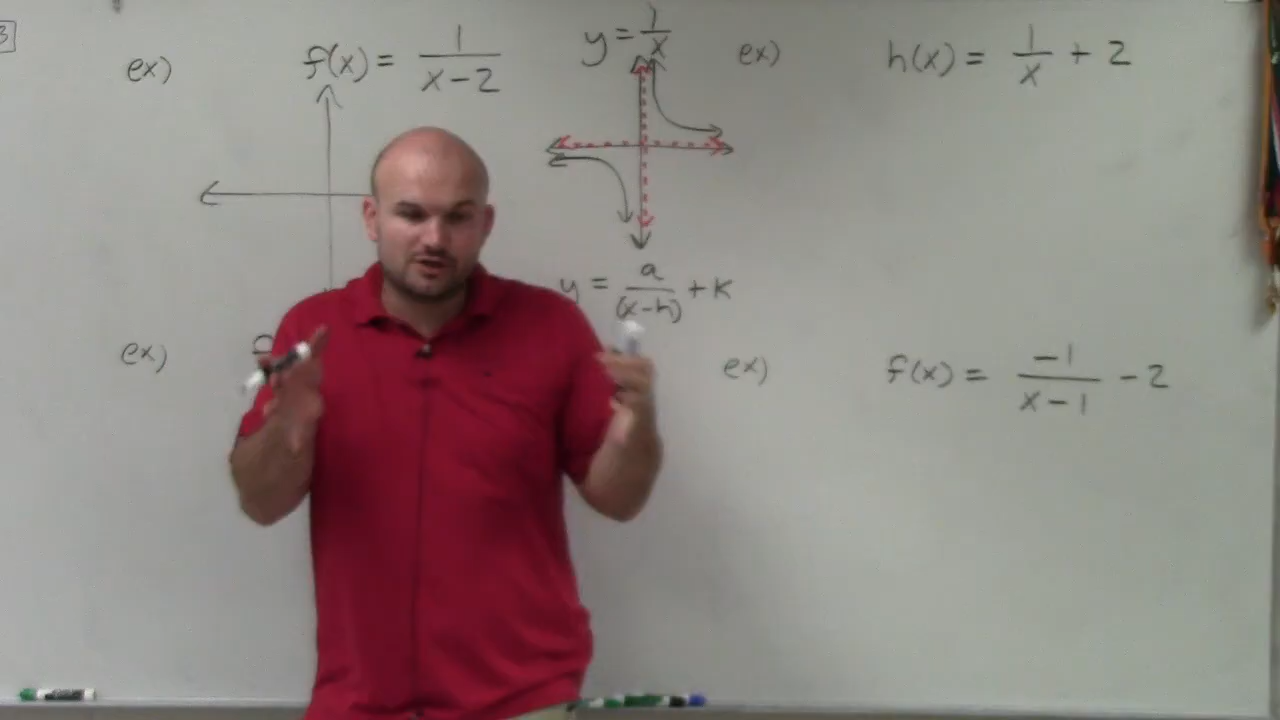 3
ex) f(x) = 1/(x-2)
y = 1/x
ex) h(x) = 1/x + 2
y = a/(x-h) + k
ex)
ex) f(x) = -1/(x-1) - 2